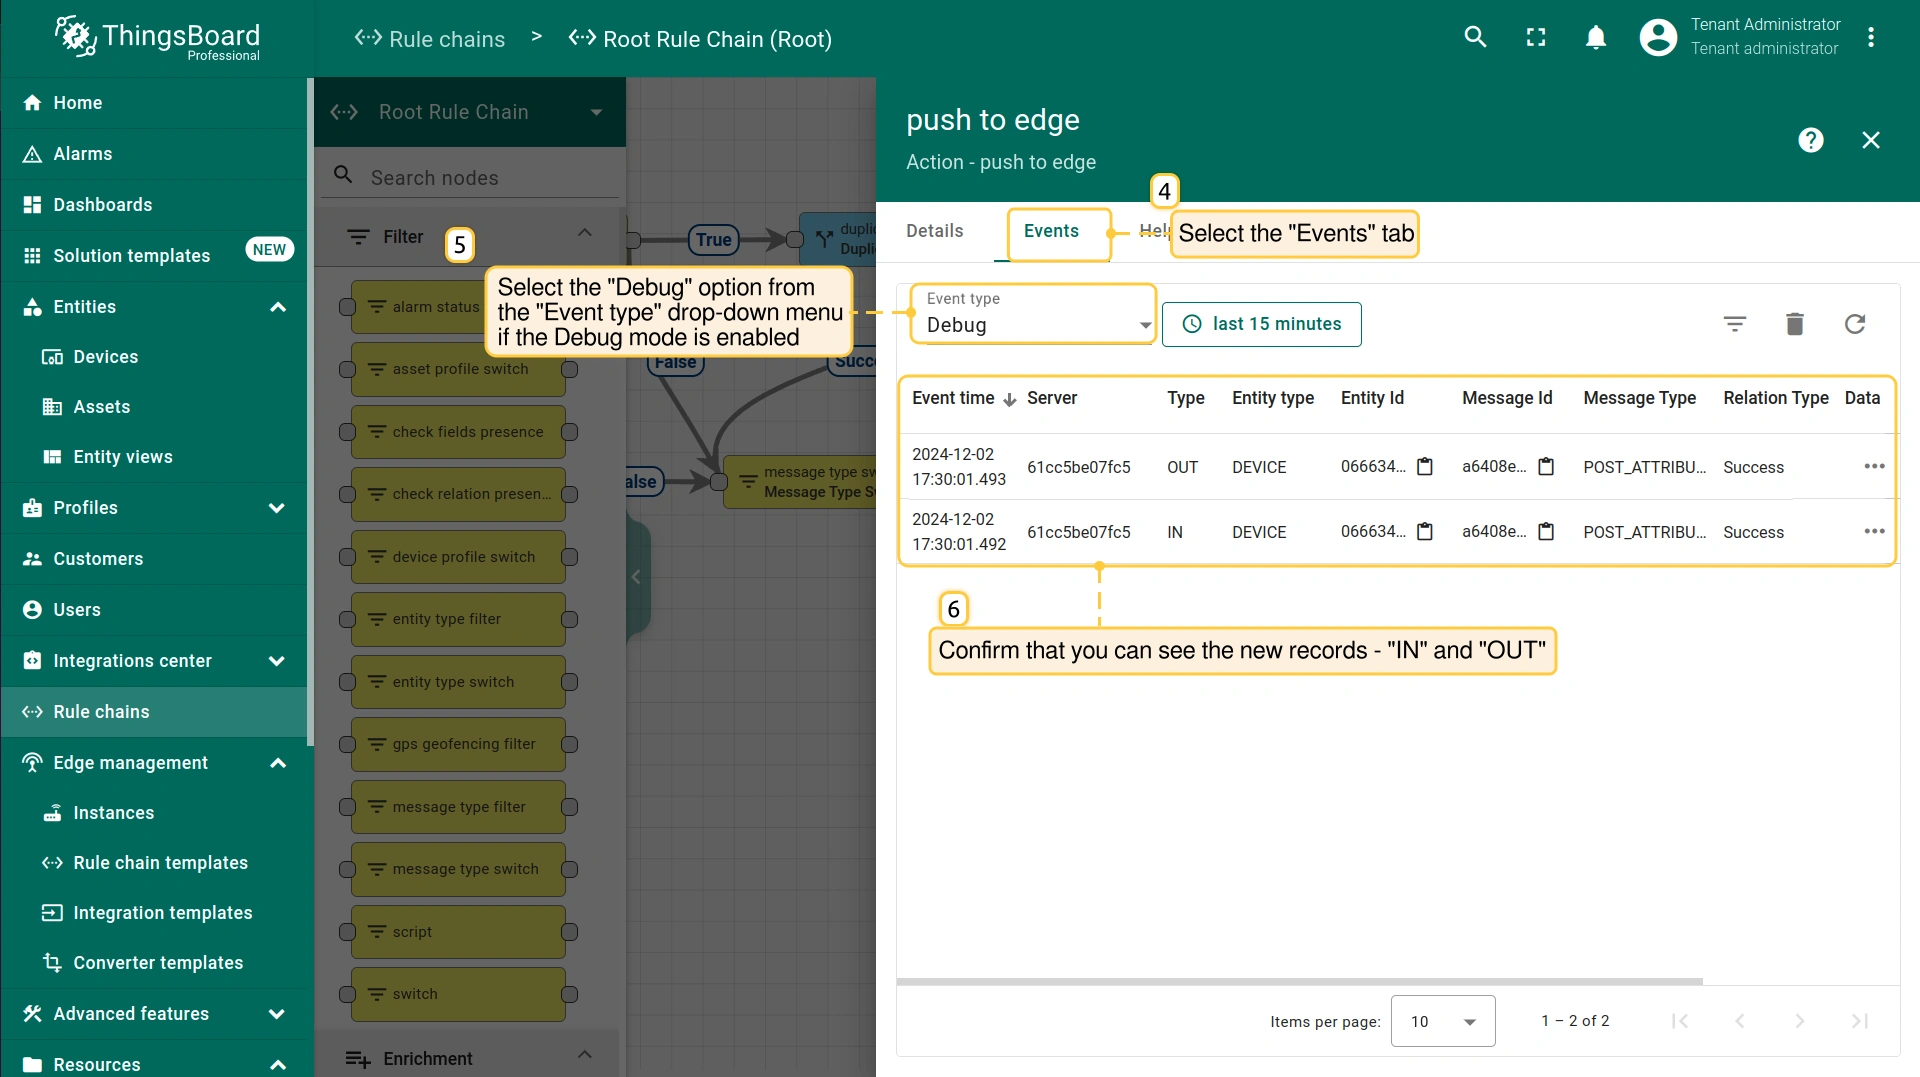 ThingsBoard
Professional
Rule chains > Root Rule Chain (Root)
Tenant Administrator
Tenant administrator
Home
Alarms
Dashboards
Solution templates NEW
Entities
Devices
Assets
Entity views
Profiles
Customers
Users
Integrations center
Rule chains
Edge management
Instances
Rule chain templates
Integration templates
Converter templates
Advanced features
Resources
Root Rule Chain
Search nodes
Filter
alarm status
asset profile switch
check fields presence
check relation presen...
device profile switch
entity type filter
entity type switch
gps geofencing filter
message type filter
message type switch
script
switch
Enrichment
True
False
message type sw
Message Type S
push to edge
Action - push to edge
Details
Events
4
Select the "Events" tab
5
Select the "Debug" option from
the "Event type" drop-down menu
if the Debug mode is enabled
Event type
Debug
last 15 minutes
Event time Server Type Entity type Entity Id Message Id Message Type Relation Type Data
2024-12-02
17:30:01.493 61cc5be07fc5 OUT DEVICE 066634... a6408e... POST_ATTRIBU... Success ...
2024-12-02
17:30:01.492 61cc5be07fc5 IN DEVICE 066634... a6408e... POST_ATTRIBU... Success ...
6
Confirm that you can see the new records - "IN" and "OUT"
Items per page: 10 1 – 2 of 2